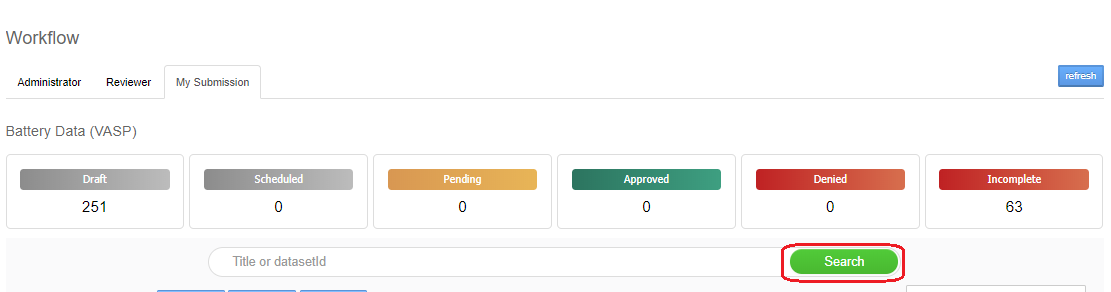 Workflow
Administrator Reviewer My Submission refresh
Battery Data (VASP)
Draft Scheduled Pending Approved Denied Incomplete
251 0 0 0 0 63
Title or datasetId Search